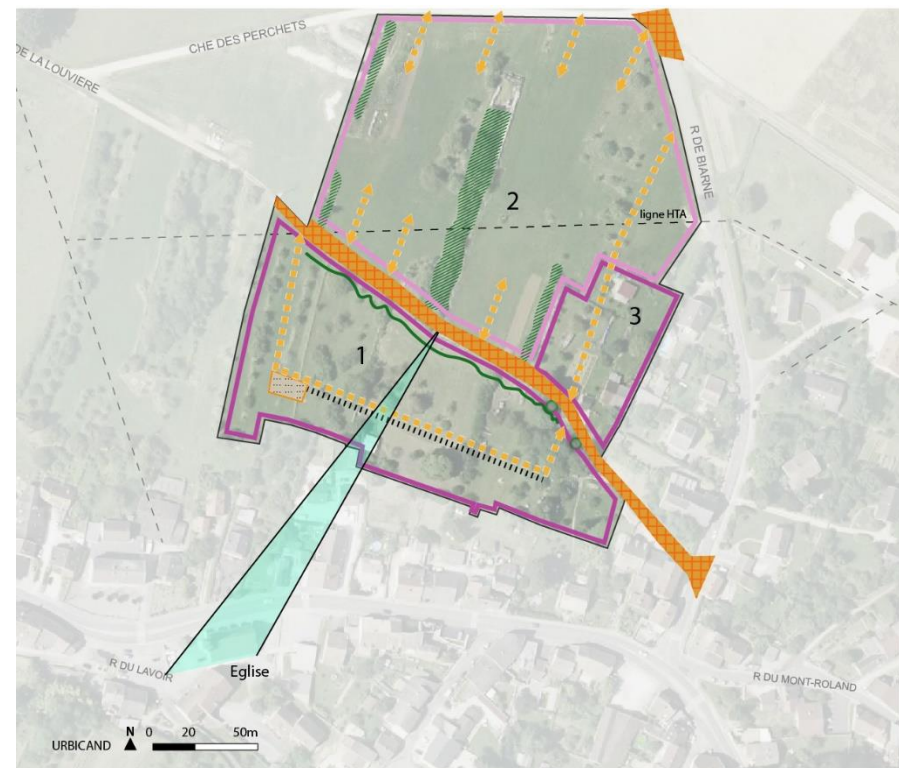 CHE DES PERCHETS
DE LA LOUVIERE
R DE BIARNE
2
ligne HTA
3
1
Eglise
R DU LAVOIR
R DU MONT-ROLAND
URBICAND N 0 20 50m